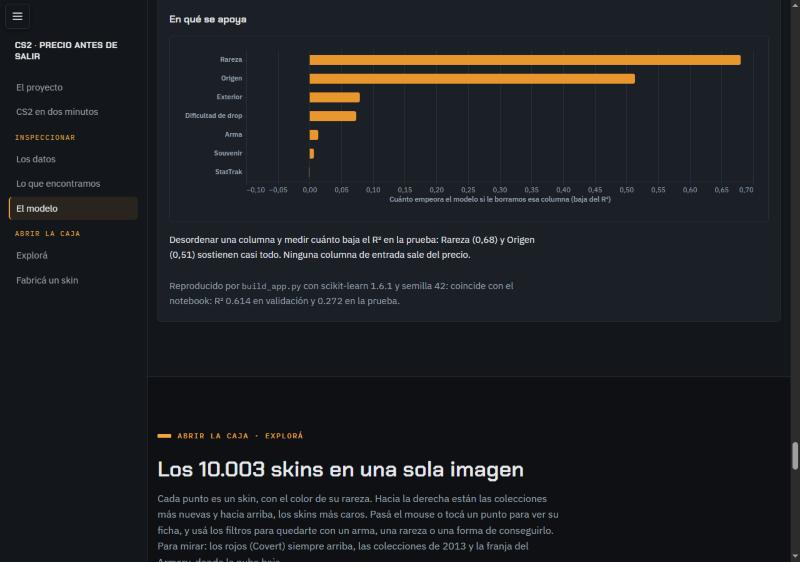 CS2 · PRECIO ANTES DE
SALIR
El proyecto
CS2 en dos minutos
INSPECCIONAR
Los datos
Lo que encontramos
El modelo
ABRIR LA CAJA
Explorá
Fabricá un skin
En qué se apoya
Rareza
Origen
Exterior
Dificultad de drop
Arma
Souvenir
StatTrak
−0,10 −0,05 0,00 0,05 0,10 0,15 0,20 0,25 0,30 0,35 0,40 0,45 0,50 0,55 0,60 0,65 0,70
Cuánto empeora el modelo si le borramos esa columna (baja del R²)
Desordenar una columna y medir cuánto baja el R² en la prueba: Rareza (0,68) y Origen
(0,51) sostienen casi todo. Ninguna columna de entrada sale del precio.
Reproducido por build_app.py con scikit-learn 1.6.1 y semilla 42: coincide con el
notebook: R² 0.614 en validación y 0.272 en la prueba.
ABRIR LA CAJA · EXPLORÁ
Los 10.003 skins en una sola imagen
Cada punto es un skin, con el color de su rareza. Hacia la derecha están las colecciones
más nuevas y hacia arriba, los skins más caros. Pasá el mouse o tocá un punto para ver su
ficha, y usá los filtros para quedarte con un arma, una rareza o una forma de conseguirlo.
Para mirar: los rojos (Covert) siempre arriba, las colecciones de 2013 y la franja del
Armory, donde la nube baja.